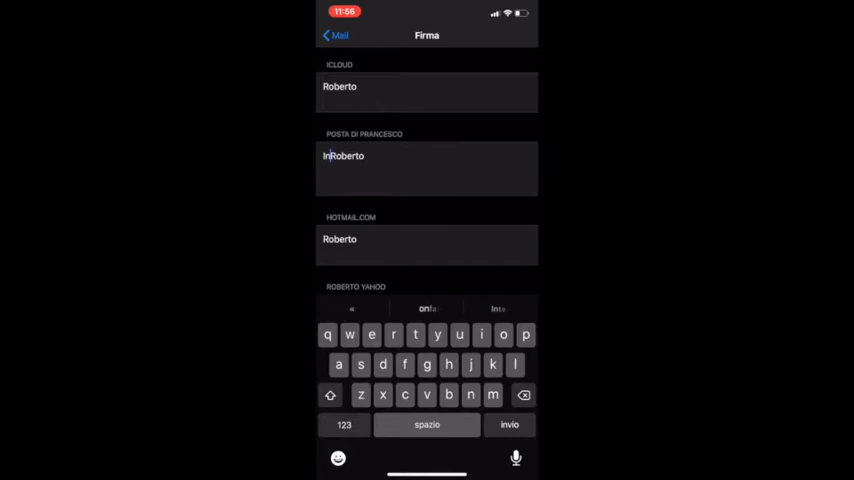 11:56
Mail
Firma
ICLOUD
Roberto
POSTA DI FRANCESCO
InRoberto
HOTMAIL.COM
Roberto
ROBERTO YAHOO
«
q w e r t y u i o p
a s d f g h j k l
z x c v b n m
123 spazio invio